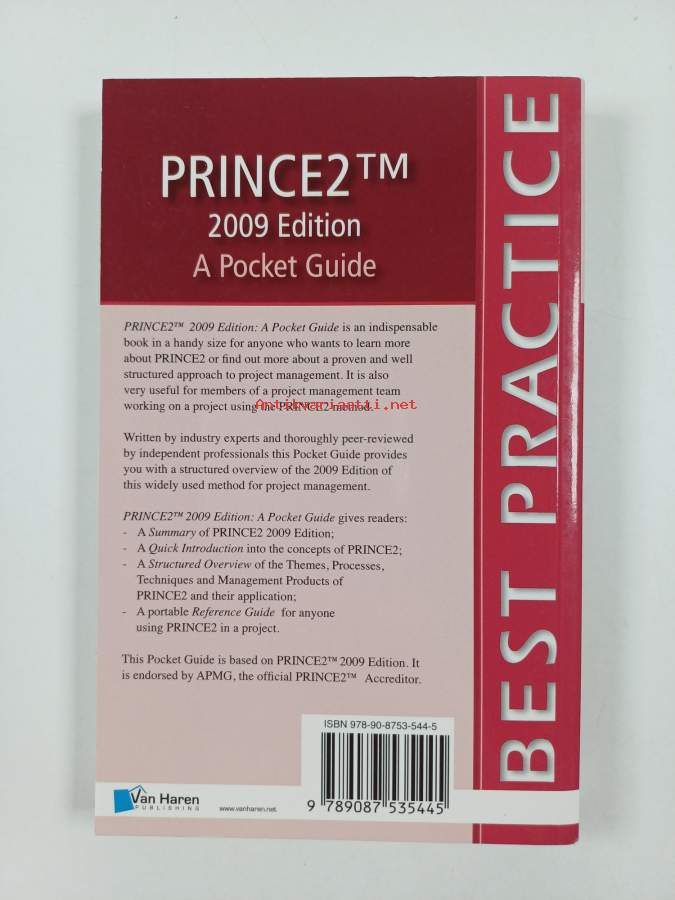 PRINCE2™
2009 Edition
A Pocket Guide
BEST PRACTICE
PRINCE2™ 2009 Edition: A Pocket Guide is an indispensable
book in a handy size for anyone who wants to learn more
about PRINCE2 or find out more about a proven and well
structured approach to project management. It is also
very useful for members of a project management team
working on a project using the PRINCE2 method.
Antikvariaatti.net
Written by industry experts and thoroughly peer-reviewed
by independent professionals this Pocket Guide provides
you with a structured overview of the 2009 Edition of
this widely used method for project management.
PRINCE2™ 2009 Edition: A Pocket Guide gives readers:
- A Summary of PRINCE2 2009 Edition;
- A Quick Introduction into the concepts of PRINCE2;
- A Structured Overview of the Themes, Processes,
Techniques and Management Products of
PRINCE2 and their application;
- A portable Reference Guide for anyone
using PRINCE2 in a project.
This Pocket Guide is based on PRINCE2™ 2009 Edition. It
is endorsed by APMG, the official PRINCE2™ Accreditor.
ISBN 978-90-8753-544-5
9 789087 535445
Van Haren
PUBLISHING
www.vanharen.net